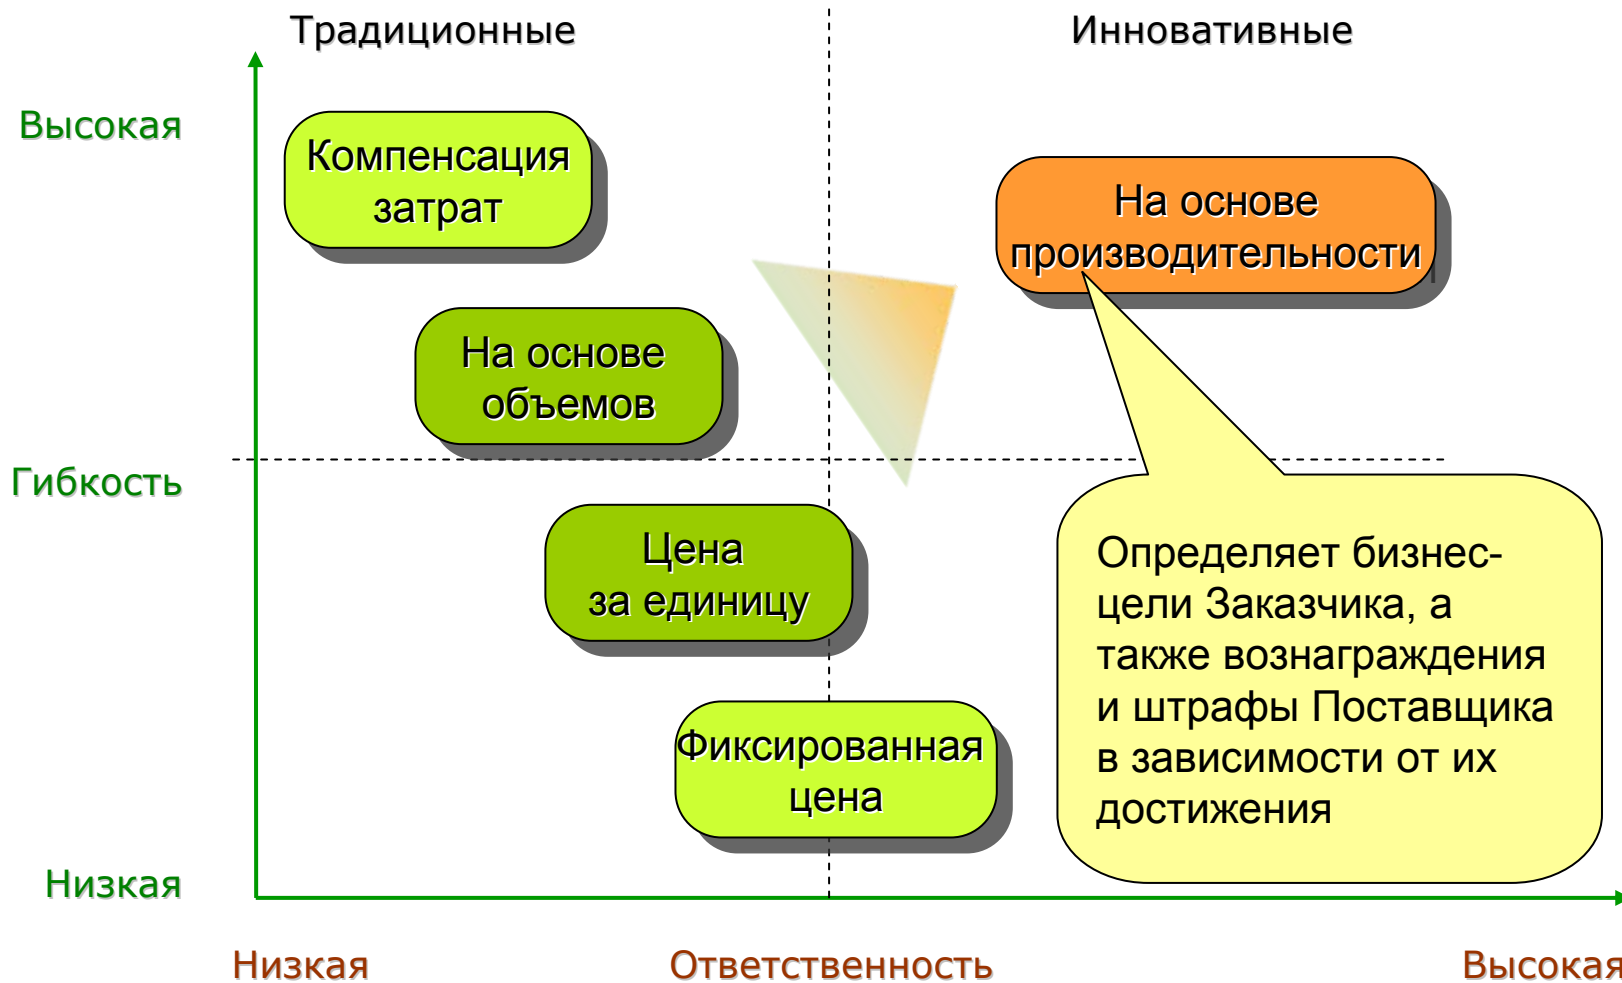 Традиционные
Инновативные
Высокая
Компенсация
затрат
На основе
производительности
На основе
объемов
Гибкость
Цена
за единицу
Определяет бизнес-
цели Заказчика, а
также вознаграждения
и штрафы Поставщика
в зависимости от их
достижения
Фиксированная
цена
Низкая
Низкая
Ответственность
Высокая